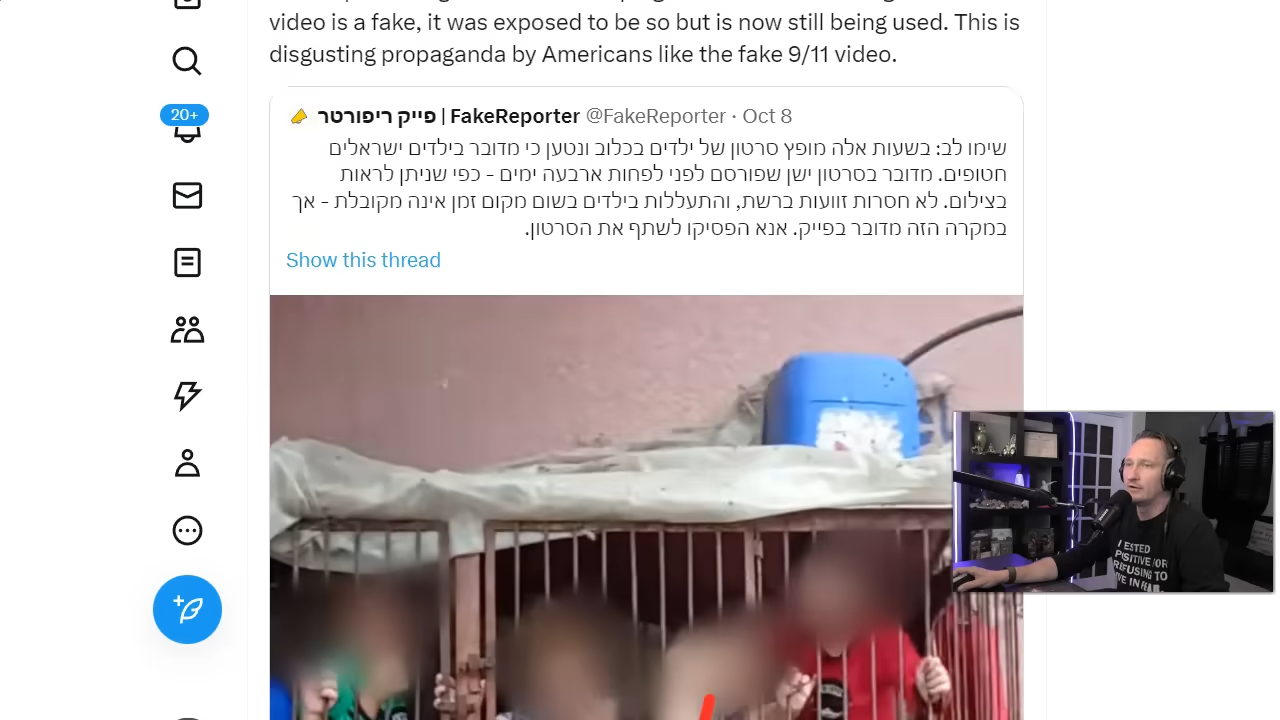 video is a fake, it was exposed to be so but is now still being used. This is
disgusting propaganda by Americans like the fake 9/11 video.
20+
פייק ריפורטר | FakeReporter @FakeReporter · Oct 8
שימו לב: בשעות אלה מופץ סרטון של ילדים בכלוב ונטען כי מדובר בילדים ישראלים
חטופים. מדובר בסרטון ישן שפורסם לפני לפחות ארבעה ימים - כפי שניתן לראות
בצילום. לא חסרות זוועות ברשת, והתעללות בילדים בשום מקום זמן אינה מקובלת - אך
במקרה הזה מדובר בפייק. אנא הפסיקו לשתף את הסרטון.
Show this thread